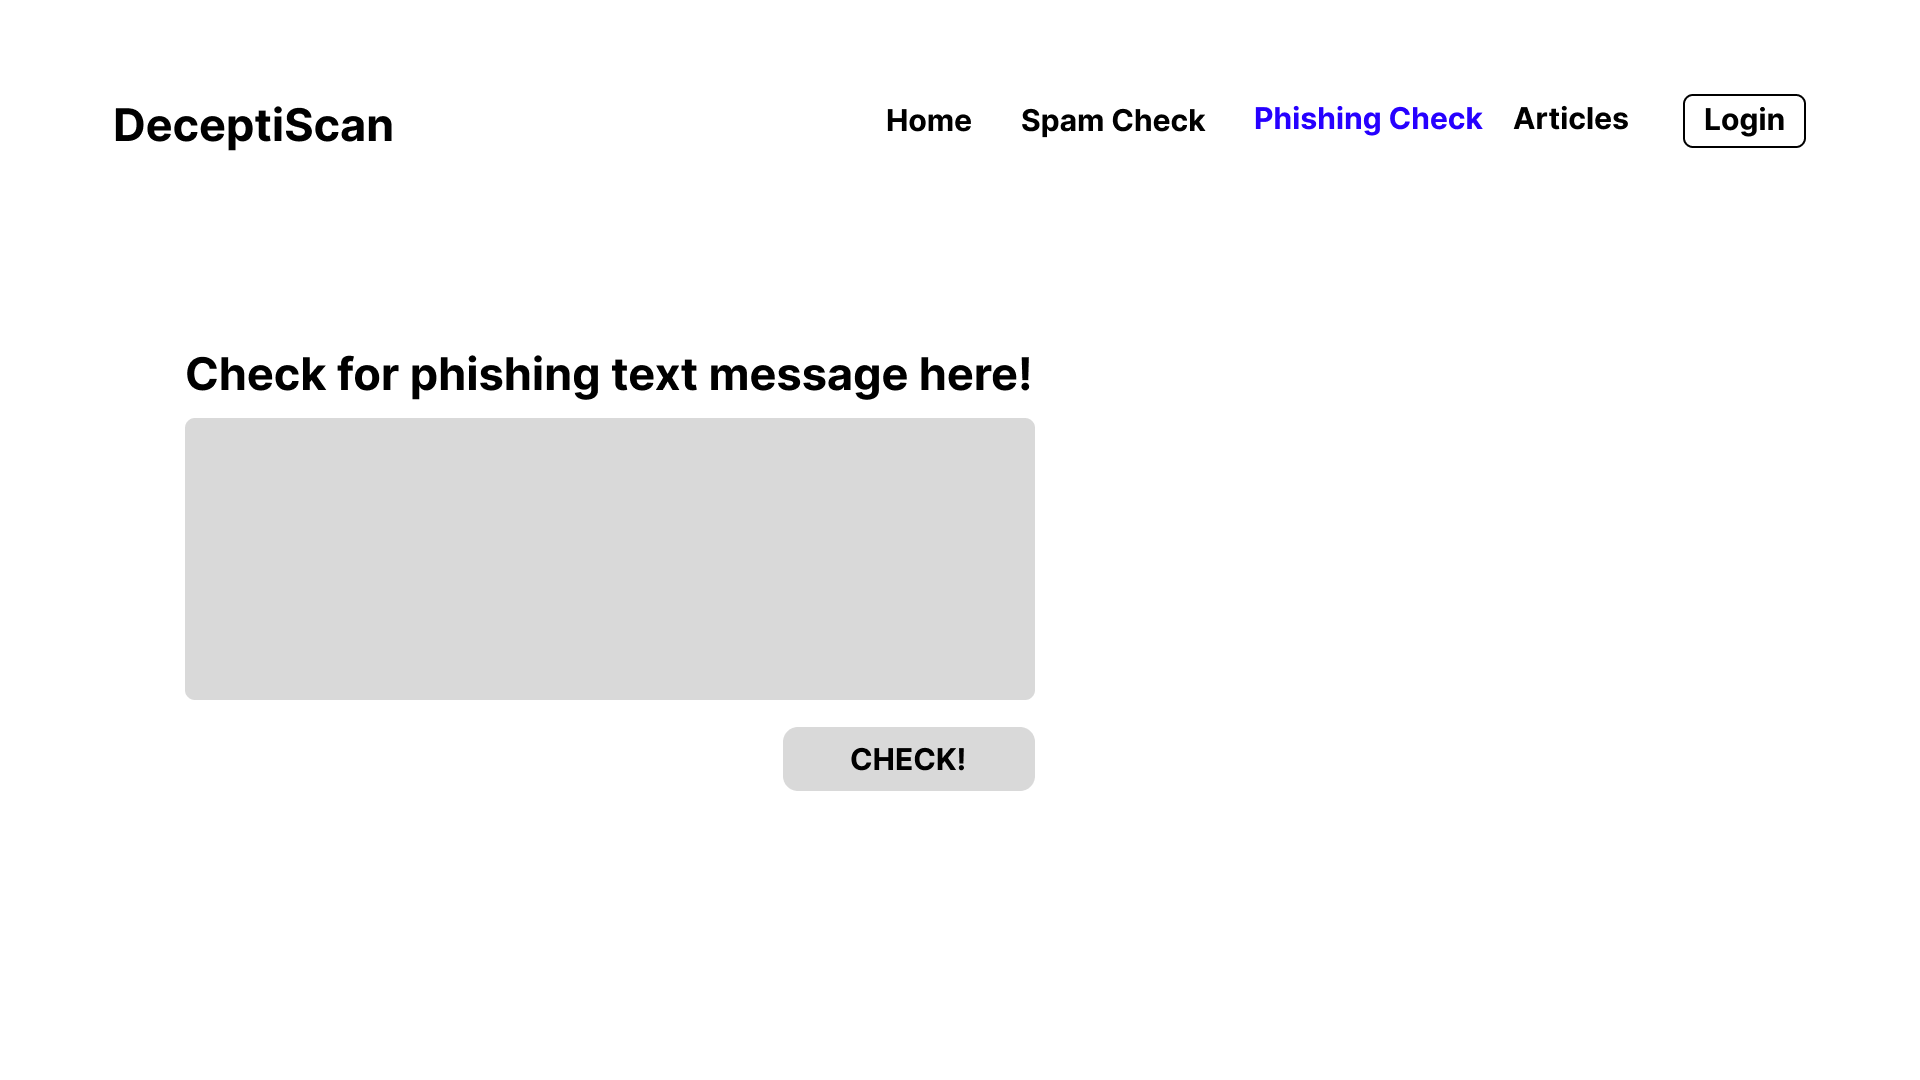 DeceptiScan
Home
Spam Check
Phishing Check
Articles
Login
Check for phishing text message here!
CHECK!